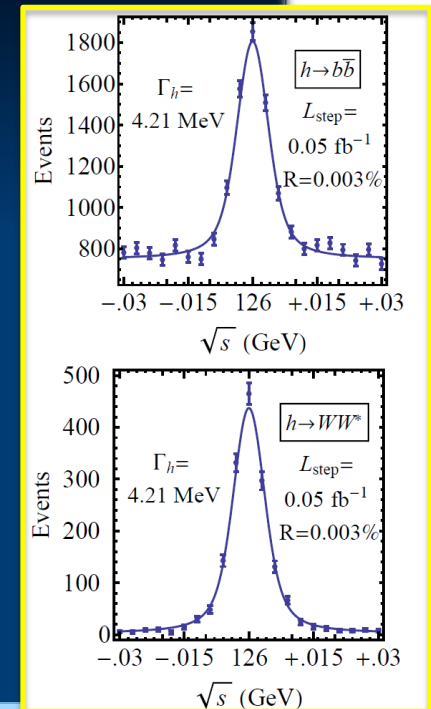 1800
1600
1400
1200
1000
800
Events
Γh=
4.21 MeV
h→bb̅
Lstep=
0.05 fb⁻¹
R=0.003%
−.03 −.015 126 +.015 +.03
√s (GeV)
500
400
300
200
100
0
Events
Γh=
4.21 MeV
h→WW*
Lstep=
0.05 fb⁻¹
R=0.003%
−.03 −.015 126 +.015 +.03
√s (GeV)